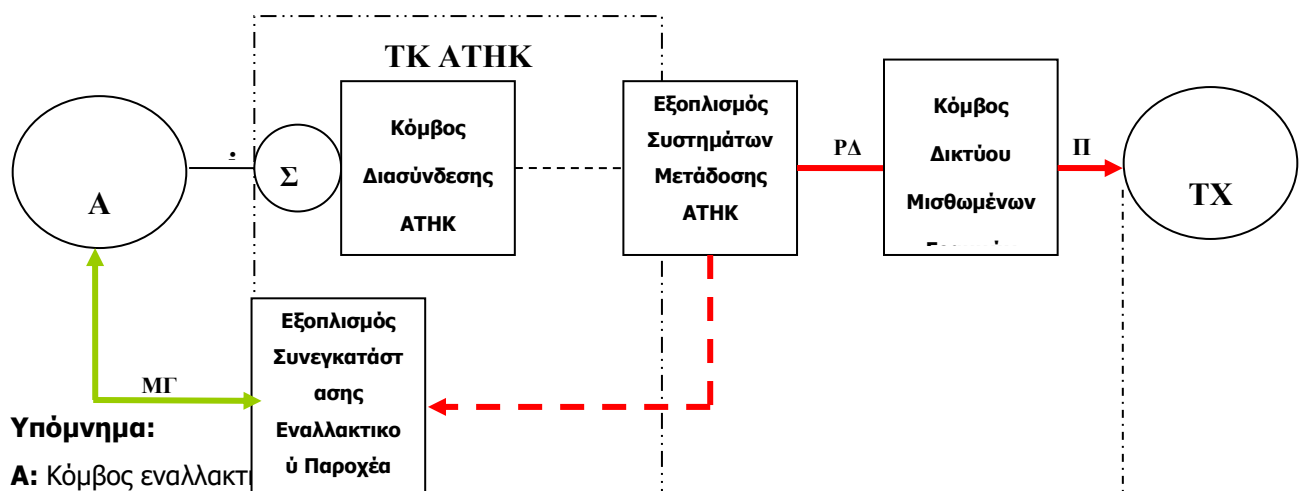 ΤΚ ΑΤΗΚ
Α
:
Σ
Κόμβος
Διασύνδεσης
ΑΤΗΚ
Εξοπλισμός
Συστημάτων
Μετάδοσης
ΑΤΗΚ
ΡΔ
Κόμβος
Δικτύου
Μισθωμένων
Π
ΤΧ
Εξοπλισμός
Συνεγκατάστ
ασης
Εναλλακτικο
ύ Παροχέα
ΜΓ
Υπόμνημα:
Α: Κόμβος εναλλακτι